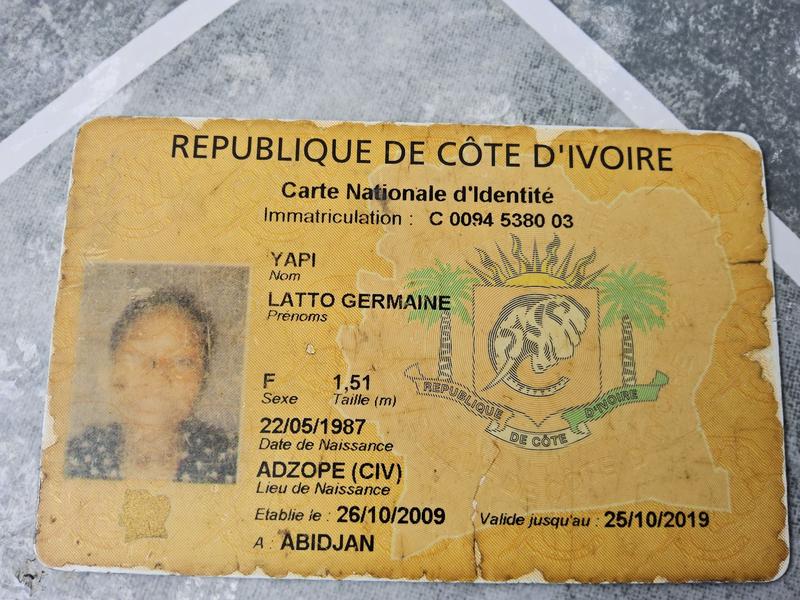 REPUBLIQUE DE CÔTE D'IVOIRE
Carte Nationale d'Identité
Immatriculation : C 0094 5380 03
YAPI
Nom
LATTO GERMAINE
Prénoms
F 1,51
Sexe Taille (m)
22/05/1987
Date de Naissance
ADZOPE (CIV)
Lieu de Naissance
Etablie le : 26/10/2009 Valide jusqu'au : 25/10/2019
A : ABIDJAN
REPUBLIQUE DE CÔTE D'IVOIRE